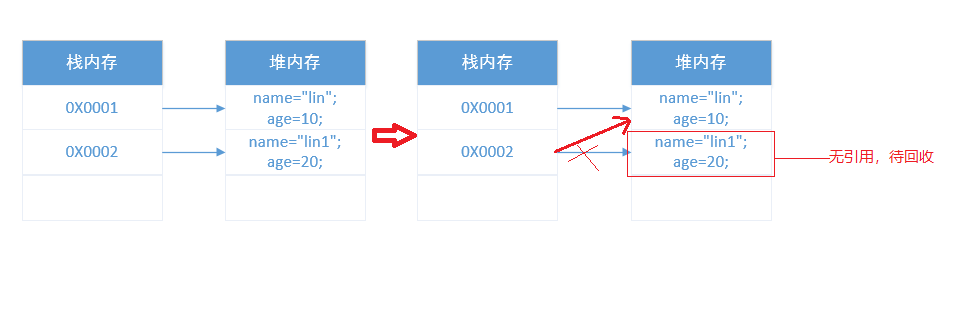 栈内存
堆内存
栈内存
堆内存
0X0001
name="lin";
age=10;
0X0001
name="lin";
age=10;
0X0002
name="lin1";
age=20;
0X0002
name="lin1";
age=20;
无引用，待回收